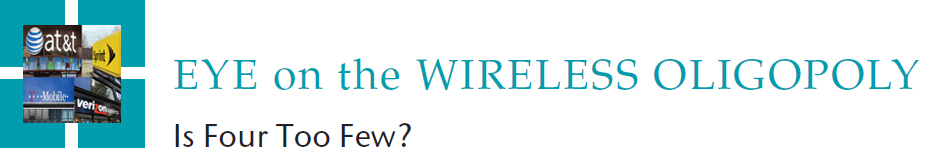 at&t
Sprint
T··Mobile·
verizon
EYE on the WIRELESS OLIGOPOLY
Is Four Too Few?